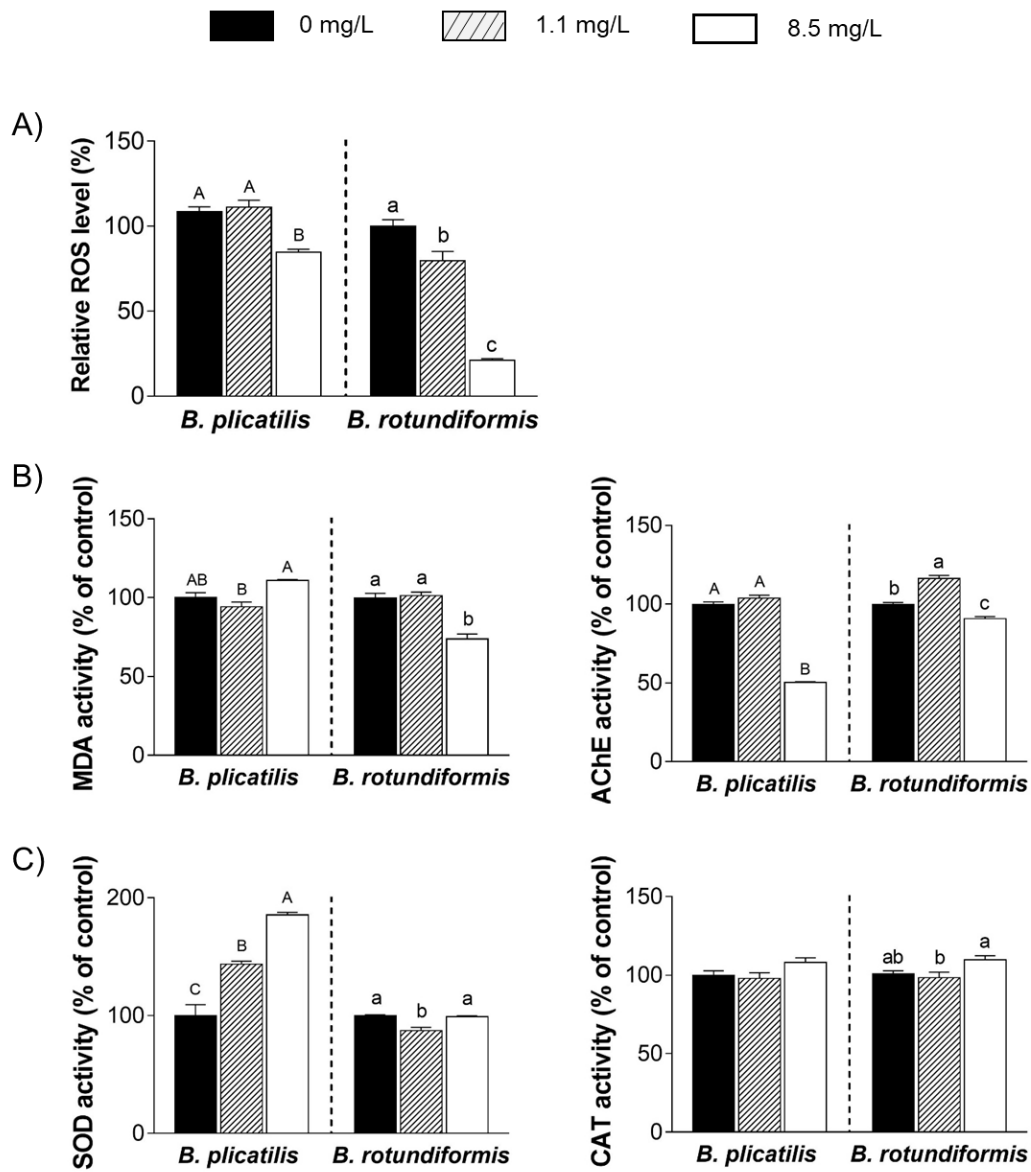 0 mg/L 1.1 mg/L 8.5 mg/L
A)
Relative ROS level (%)
150
100
50
0
A A B a b c
B. plicatilis B. rotundiformis
B)
MDA activity (% of control)
150
100
50
0
AB B A a a b
B. plicatilis B. rotundiformis
AChE activity (% of control)
150
100
50
0
A A B b a c
B. plicatilis B. rotundiformis
C)
SOD activity (% of control)
200
100
0
C B A a b a
B. plicatilis B. rotundiformis
CAT activity (% of control)
150
100
50
0
ab b a
B. plicatilis B. rotundiformis